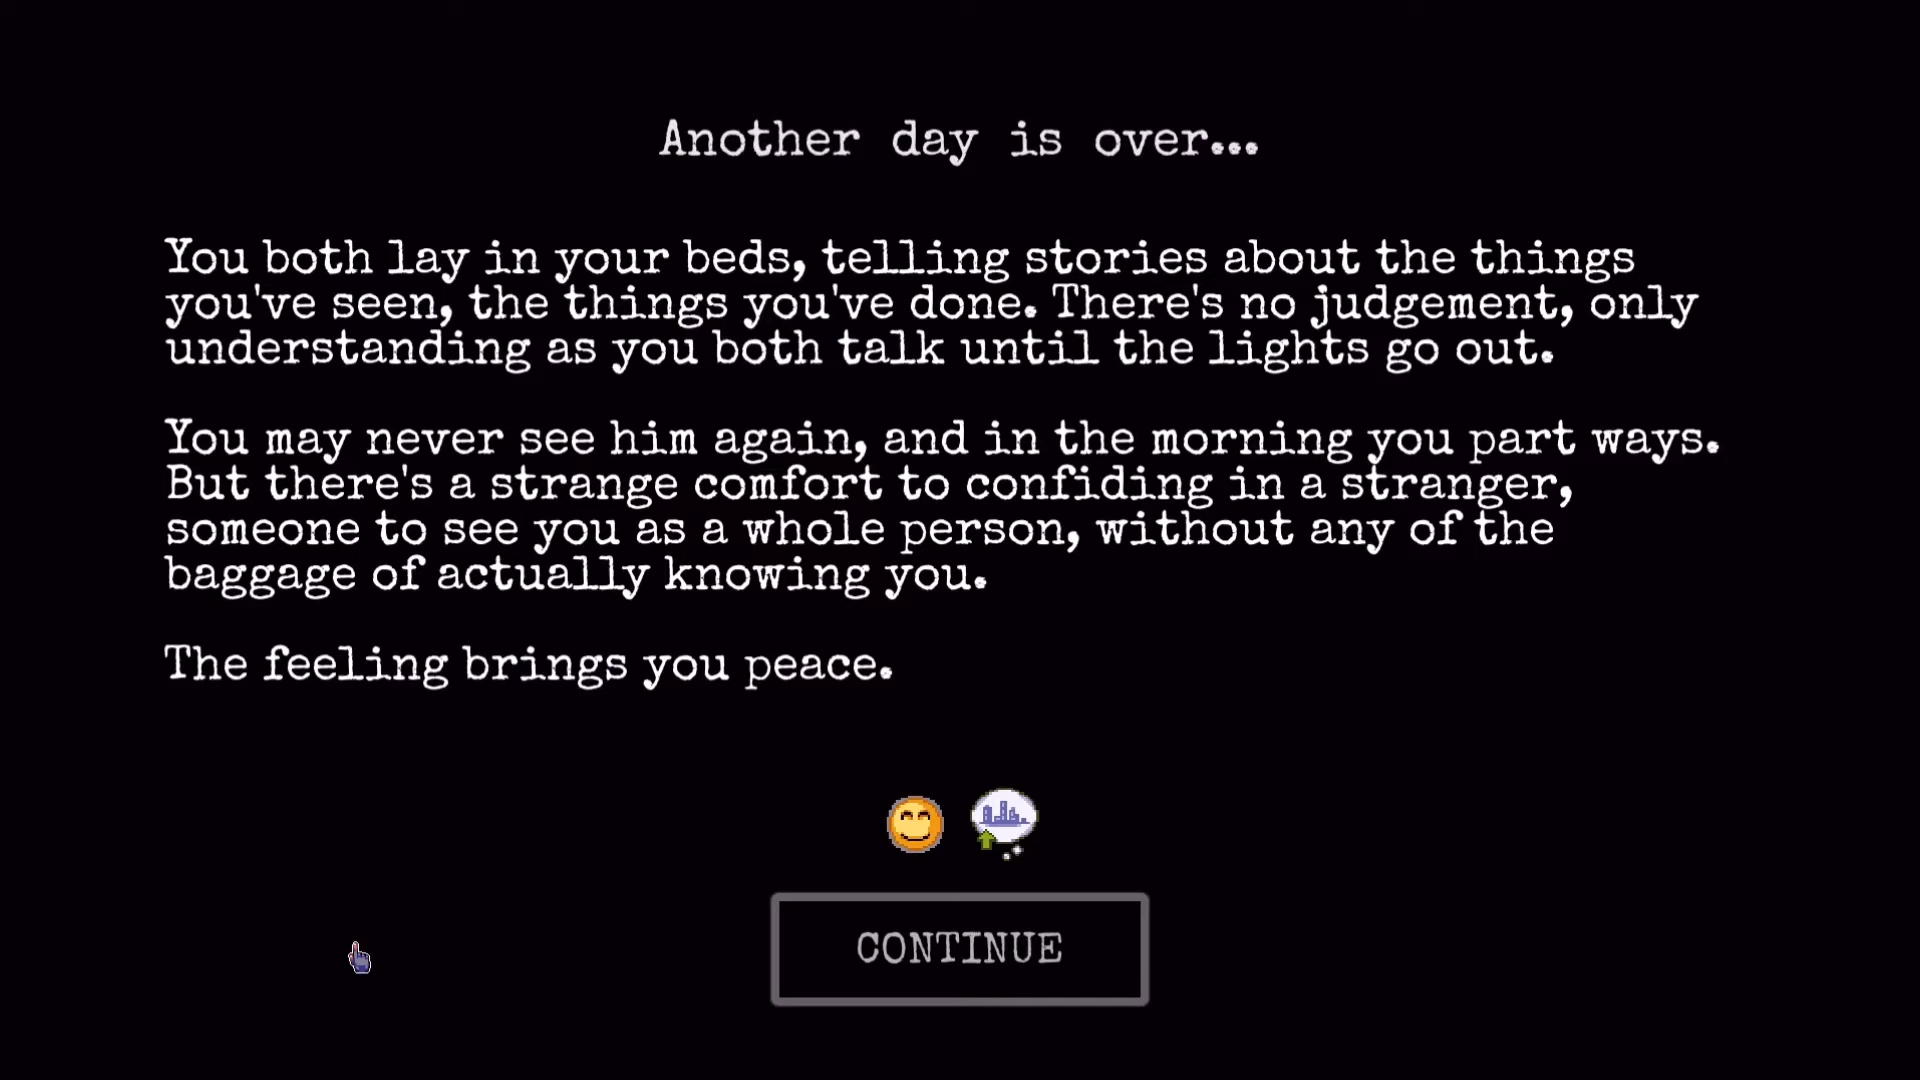 Another day is over...
You both lay in your beds, telling stories about the things
you've seen, the things you've done. There's no judgement, only
understanding as you both talk until the lights go out.
You may never see him again, and in the morning you part ways.
But there's a strange comfort to confiding in a stranger,
someone to see you as a whole person, without any of the
baggage of actually knowing you.
The feeling brings you peace.
CONTINUE